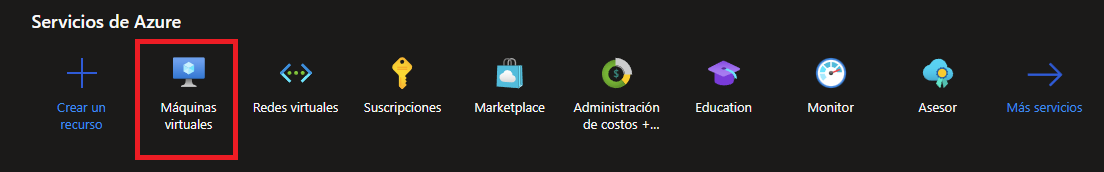 Servicios de Azure
Crear un
recurso
Máquinas
virtuales
Redes virtuales
Suscripciones
Marketplace
Administración
de costos +...
Education
Monitor
Asesor
Más servicios